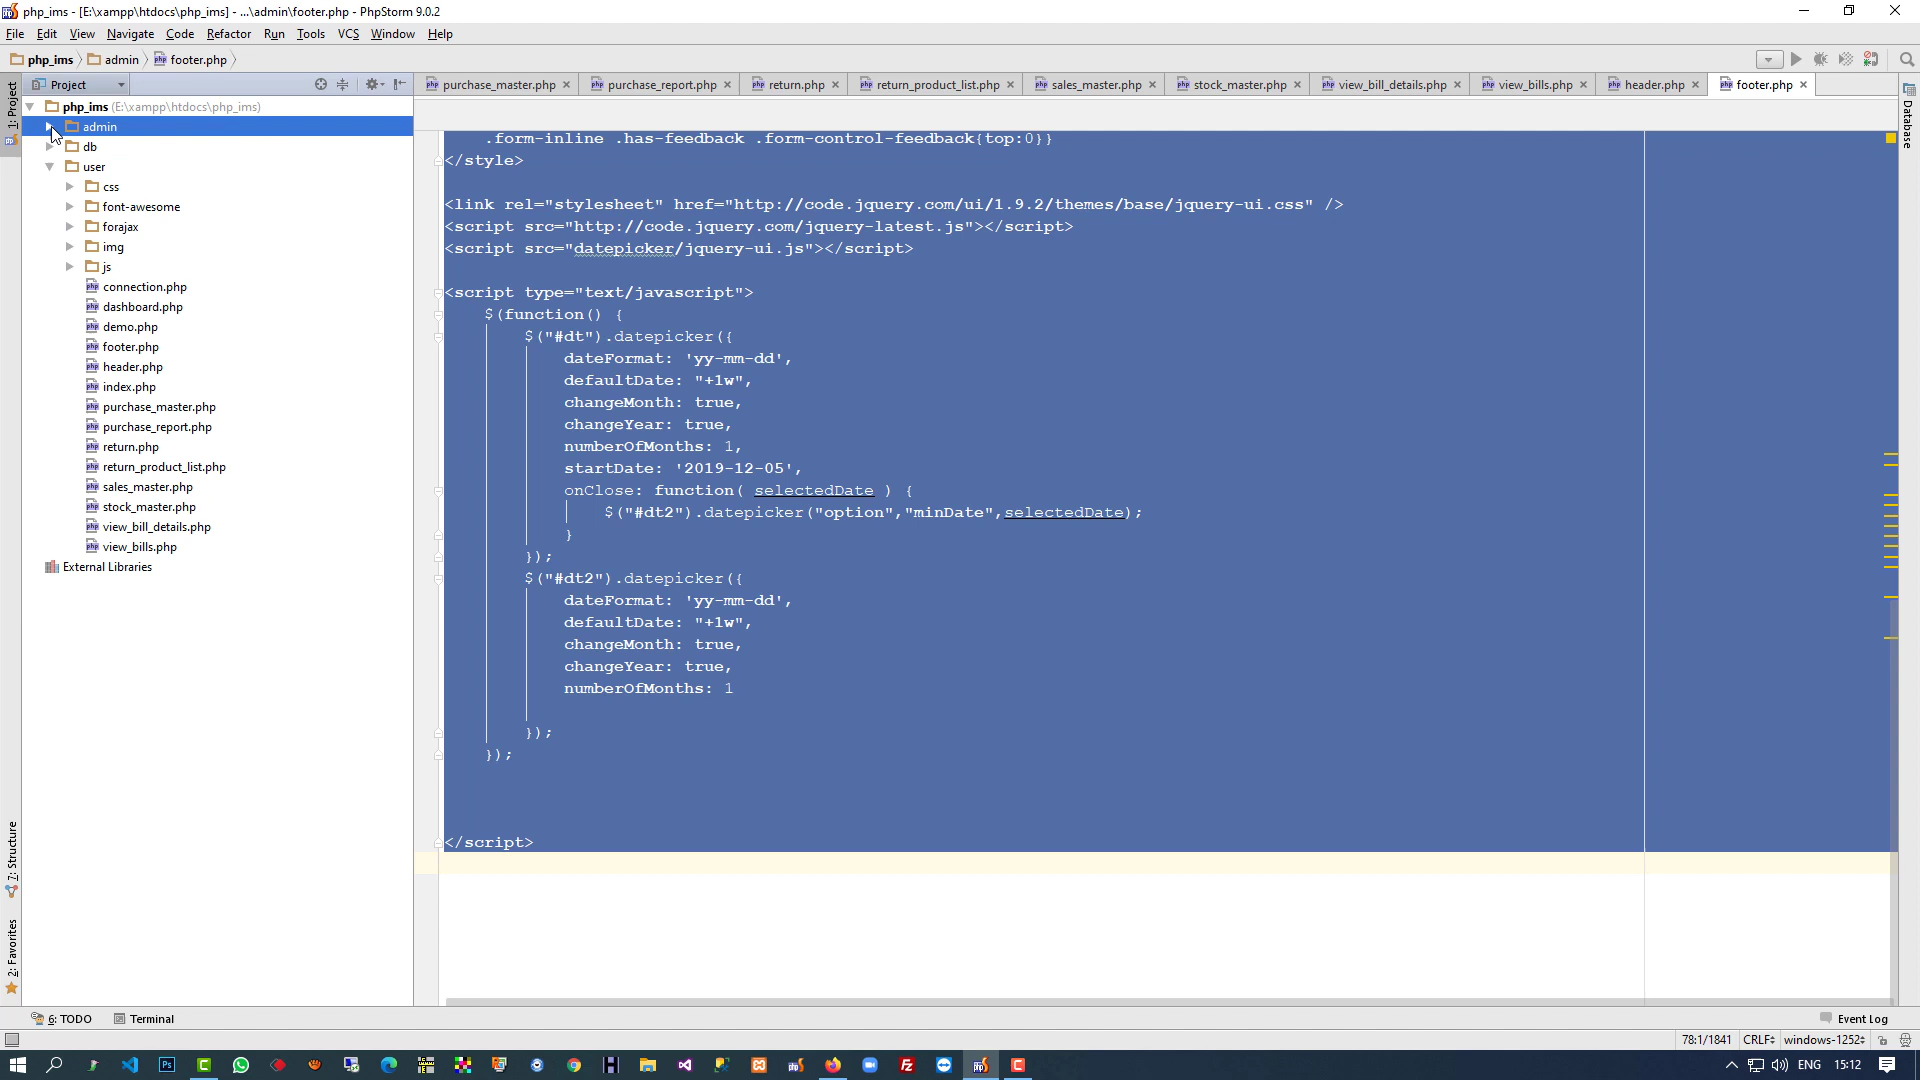 php_ims - [E:\xampp\htdocs\php_ims] - ...\admin\footer.php - PhpStorm 9.0.2
File Edit View Navigate Code Refactor Run Tools VCS Window Help
php_ims admin footer.php
Project
purchase_master.php purchase_report.php return.php return_product_list.php sales_master.php stock_master.php view_bill_details.php view_bills.php header.php footer.php
1: Project
7: Structure
2: Favorites
Database
php_ims (E:\xampp\htdocs\php_ims)
admin
db
user
css
font-awesome
forajax
img
js
connection.php
dashboard.php
demo.php
footer.php
header.php
index.php
purchase_master.php
purchase_report.php
return.php
return_product_list.php
sales_master.php
stock_master.php
view_bill_details.php
view_bills.php
External Libraries
.form-inline .has-feedback .form-control-feedback{top:0}}
</style>
<link rel="stylesheet" href="http://code.jquery.com/ui/1.9.2/themes/base/jquery-ui.css" />
<script src="http://code.jquery.com/jquery-latest.js"></script>
<script src="datepicker/jquery-ui.js"></script>
<script type="text/javascript">
$(function() {
$("#dt").datepicker({
dateFormat: 'yy-mm-dd',
defaultDate: "+1w",
changeMonth: true,
changeYear: true,
numberOfMonths: 1,
startDate: '2019-12-05',
onClose: function( selectedDate ) {
$("#dt2").datepicker("option","minDate",selectedDate);
}
});
$("#dt2").datepicker({
dateFormat: 'yy-mm-dd',
defaultDate: "+1w",
changeMonth: true,
changeYear: true,
numberOfMonths: 1
});
});
</script>
6: TODO Terminal Event Log
78:1/1841 CRLF windows-1252
ENG 15:12